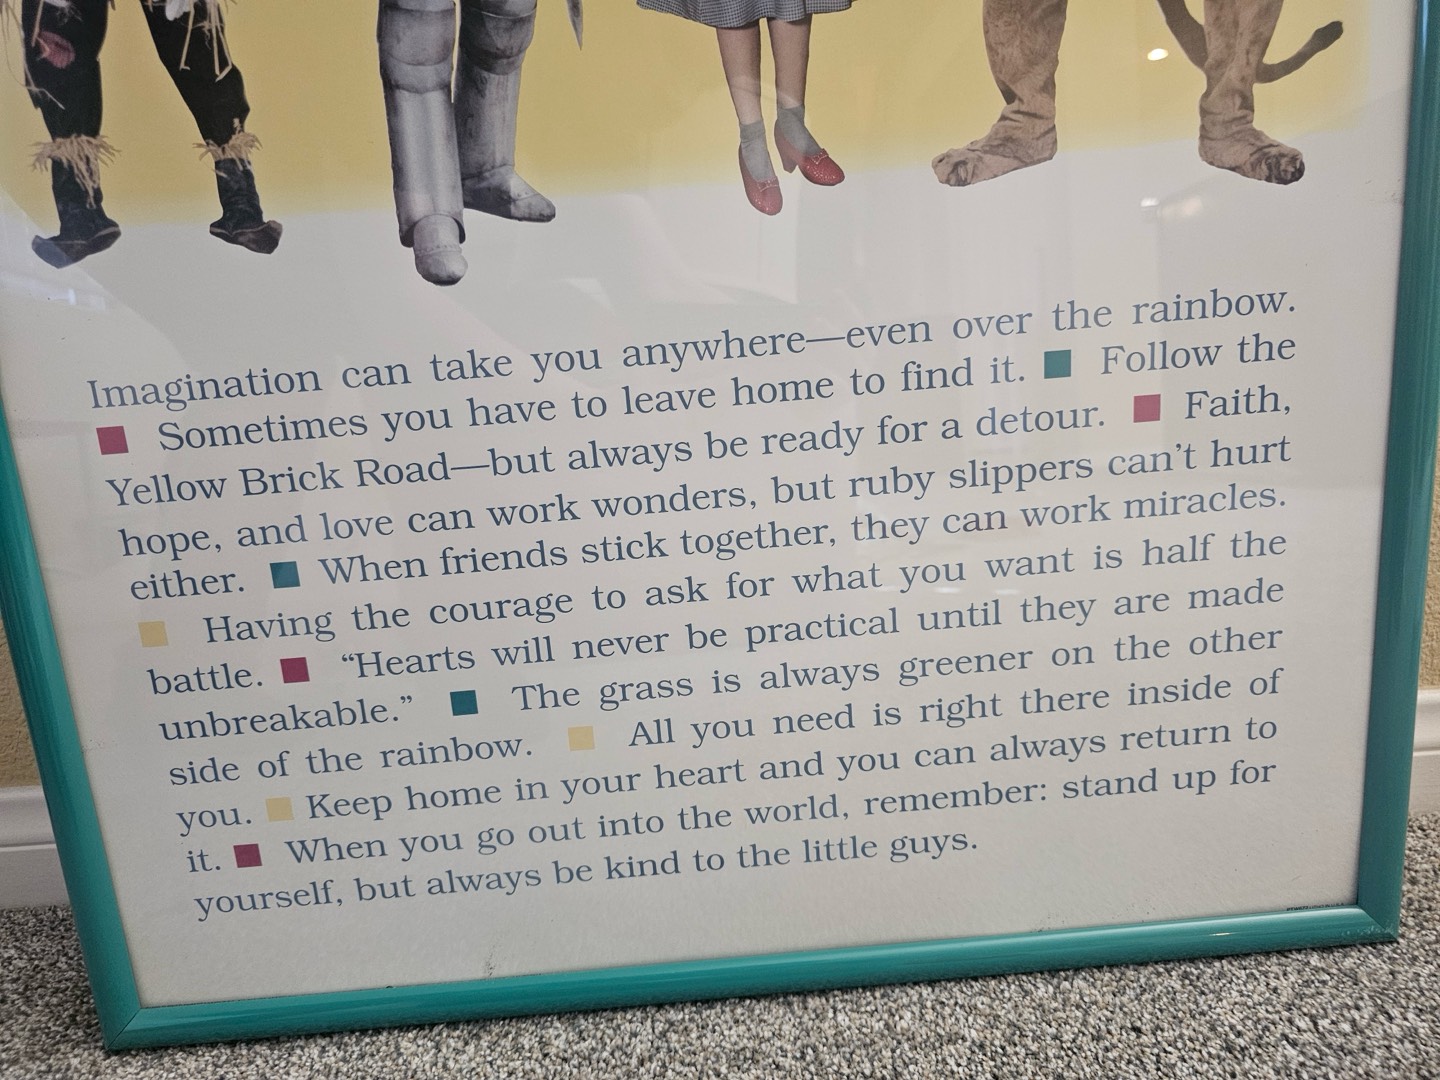 Imagination can take you anywhere—even over the rainbow.
■ Sometimes you have to leave home to find it. ■ Follow the
Yellow Brick Road—but always be ready for a detour. ■ Faith,
hope, and love can work wonders, but ruby slippers can't hurt
either. ■ When friends stick together, they can work miracles.
■ Having the courage to ask for what you want is half the
battle. ■ “Hearts will never be practical until they are made
unbreakable.” ■ The grass is always greener on the other
side of the rainbow. ■ All you need is right there inside of
you. ■ Keep home in your heart and you can always return to
it. ■ When you go out into the world, remember: stand up for
yourself, but always be kind to the little guys.